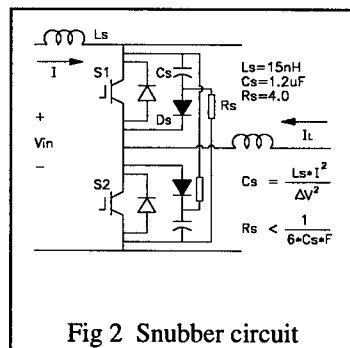 Ls
I
S1
Cs
Ls=15nH
Cs=1.2uF
Rs=4.0
Rs
+
Ds
Vin
IL
−
S2
Cs = Ls*I²
ΔV²
Rs < 1
6*Cs*F
Fig 2 Snubber circuit